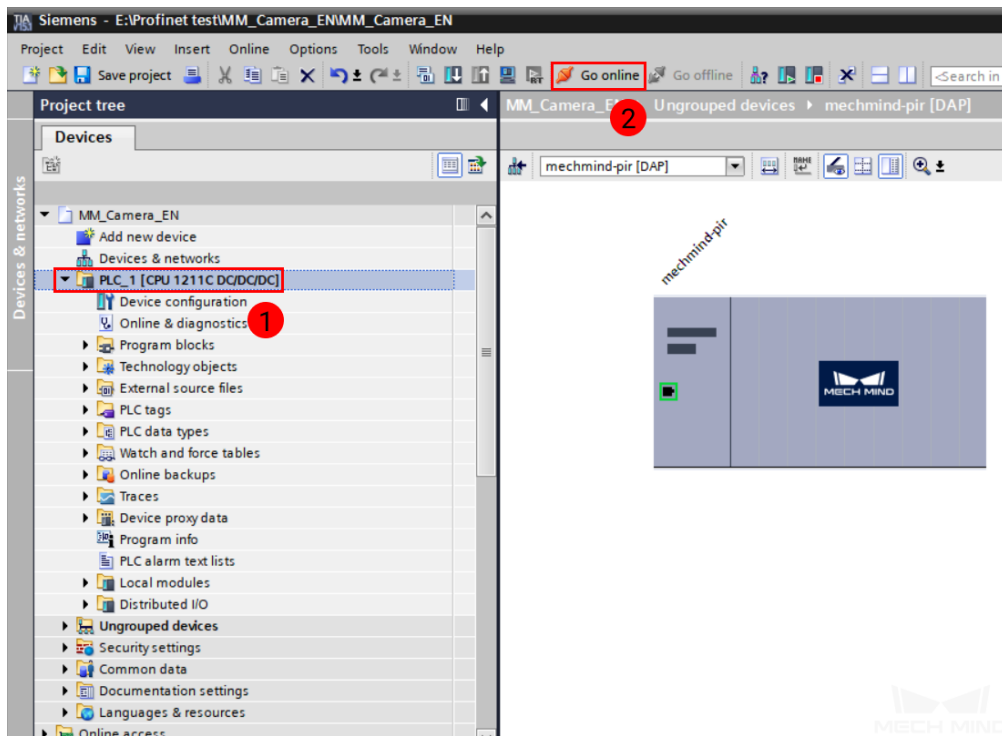 Siemens - E:\Profinet test\MM_Camera_EN\MM_Camera_EN
Project Edit View Insert Online Options Tools Window Help
Save project Go online Go offline <Search in
Project tree
MM_Camera_E Ungrouped devices mechmind-pir [DAP]
2
Devices
mechmind-pir [DAP]
Devices & networks
MM_Camera_EN
Add new device
Devices & networks
PLC_1 [CPU 1211C DC/DC/DC]
Device configuration
Online & diagnostics
1
Program blocks
Technology objects
External source files
PLC tags
PLC data types
Watch and force tables
Online backups
Traces
Device proxy data
Program info
PLC alarm text lists
Local modules
Distributed I/O
Ungrouped devices
Security settings
Common data
Documentation settings
Languages & resources
Online access
mechmind-pir
MECH MIND
MECH MIND